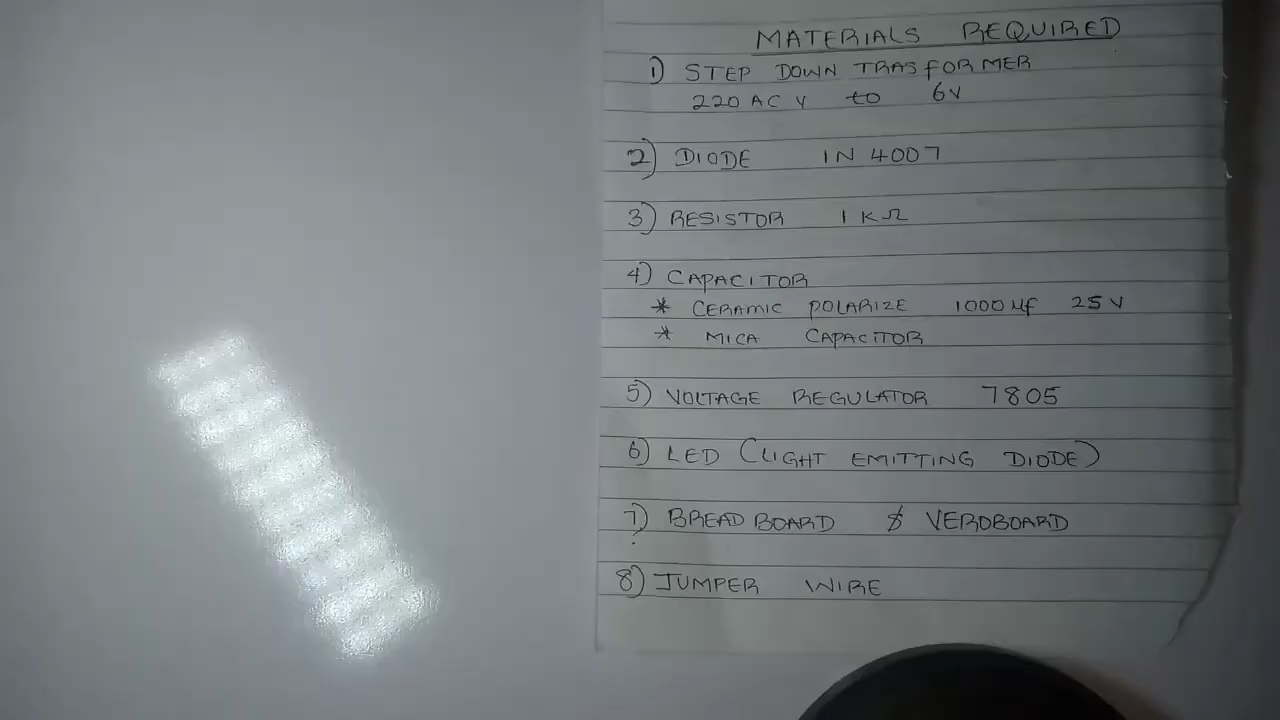 MATERIALS REQUIRED
1) STEP DOWN TRASfORMER
220 AC V to 6V
2) DIODE IN 4007
3) RESISTOR 1 KΩ
4) CAPACITOR
* CERAMIC POLARIZE 1000 μf 25 V
* MICA CAPACITOR
5) VOLTAGE REGULATOR 7805
6) LED (LIGHT EMITTING DIODE)
7) BREAD BOARD & VEROBOARD
8) JUMPER WIRE